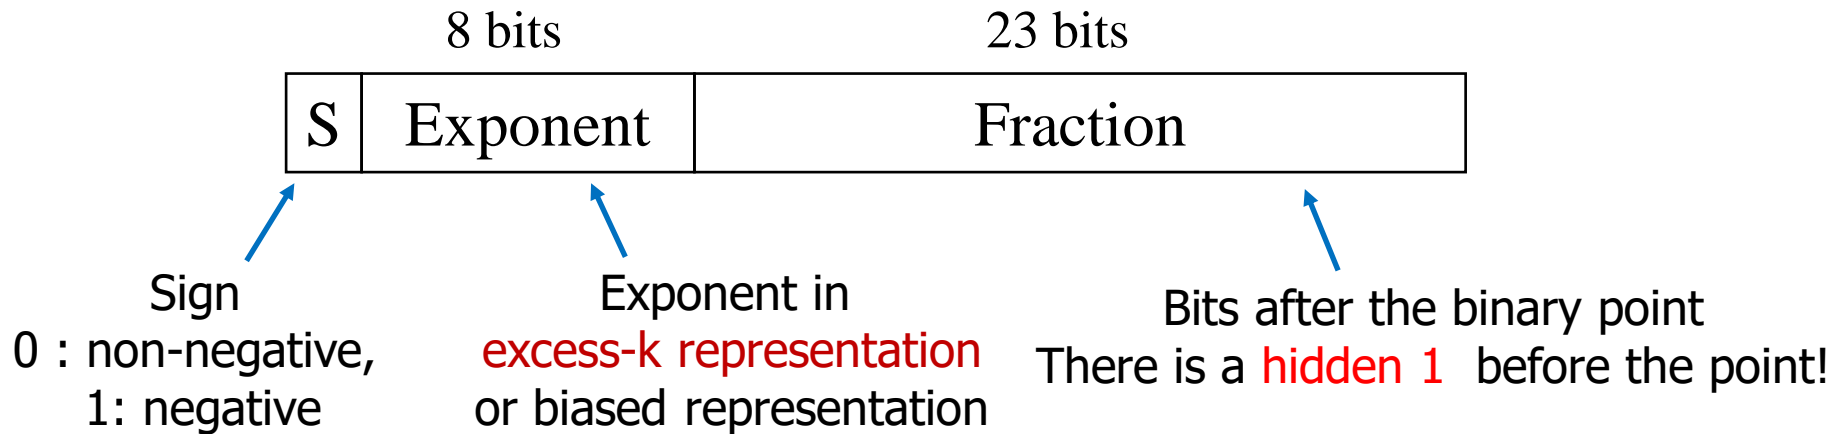 8 bits
23 bits
S
Exponent
Fraction
Sign
0 : non-negative,
1: negative
Exponent in
excess-k representation
or biased representation
Bits after the binary point
There is a hidden 1 before the point!